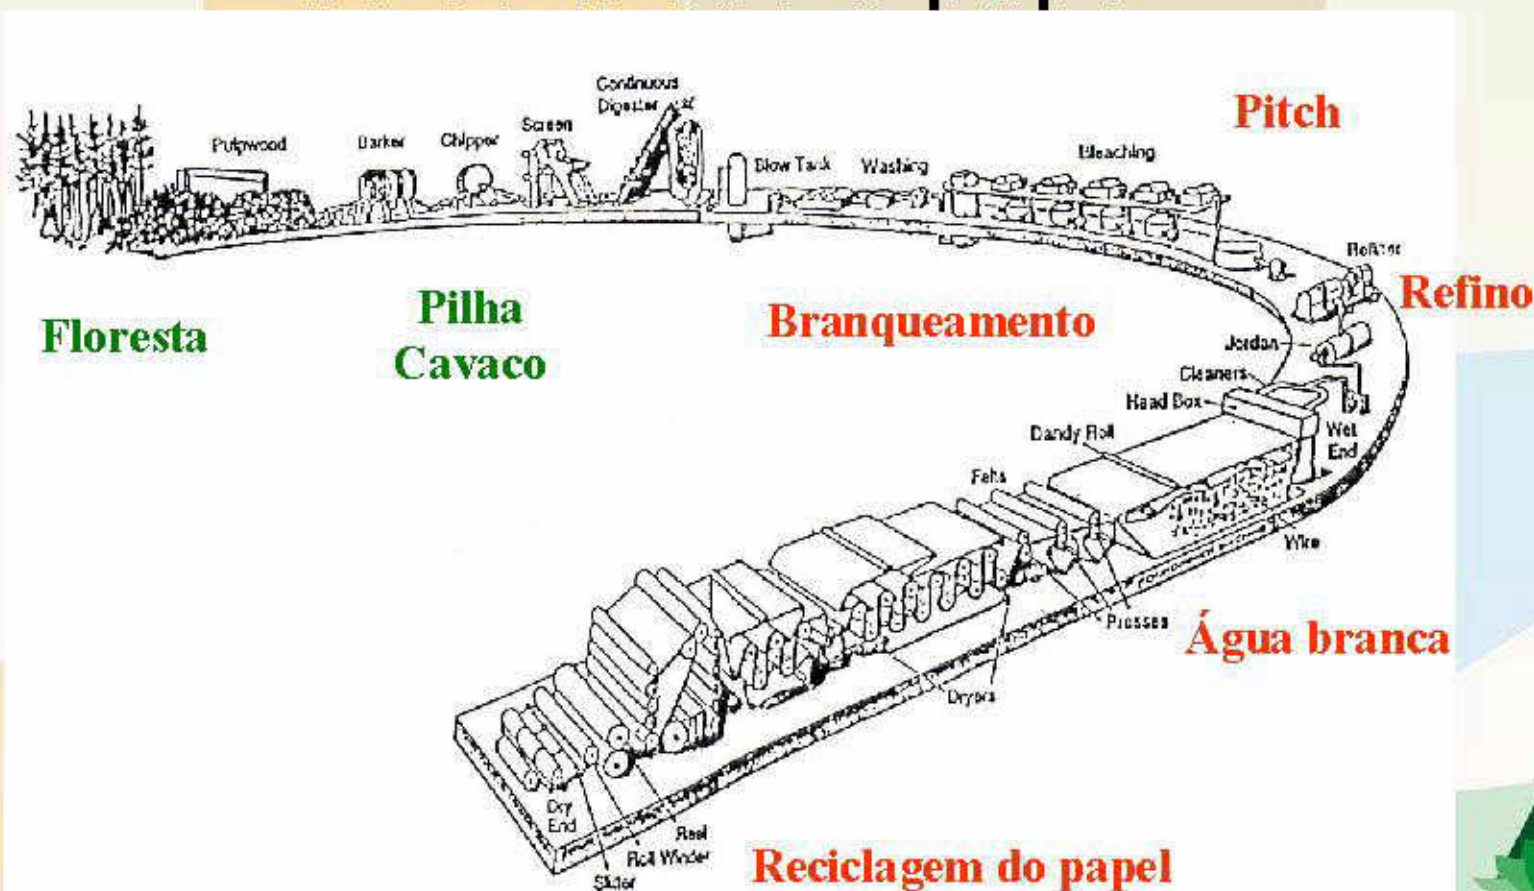 Continuous
Digester
Pitch
Screen
Pulpwood
Barker
Chipper
Blow Tank
Washing
Bleaching
Refiner
Refino
Floresta
Pilha
Cavaco
Branqueamento
Jordan
Cleaners
Head Box
Wet
End
Dandy Roll
Felts
Wire
Presses
Água branca
Dryers
Dry
End
Reel
Roll Winder
Slitter
Reciclagem do papel